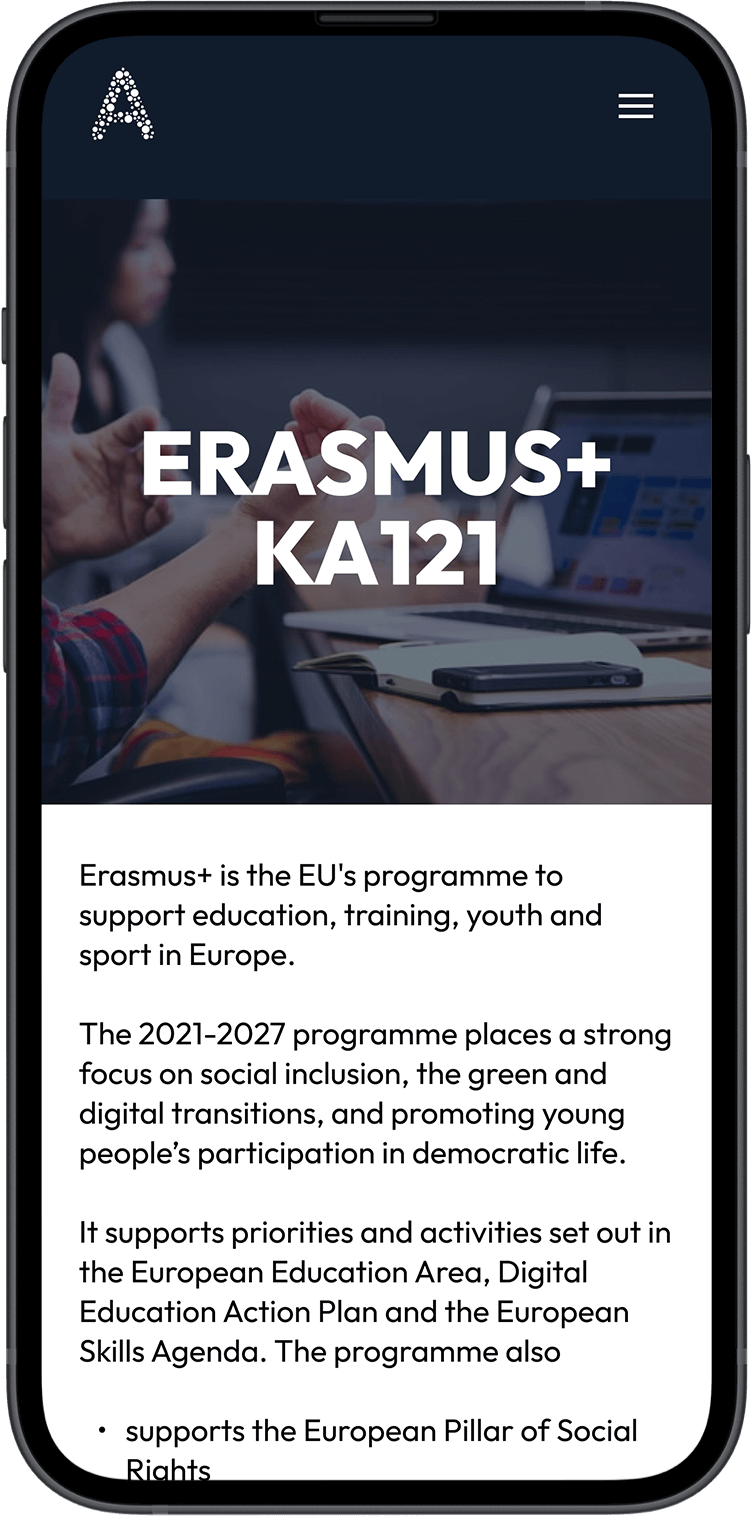 A
ERASMUS+
KA121
Erasmus+ is the EU's programme to
support education, training, youth and
sport in Europe.
The 2021-2027 programme places a strong
focus on social inclusion, the green and
digital transitions, and promoting young
people’s participation in democratic life.
It supports priorities and activities set out in
the European Education Area, Digital
Education Action Plan and the European
Skills Agenda. The programme also
• supports the European Pillar of Social
Rights